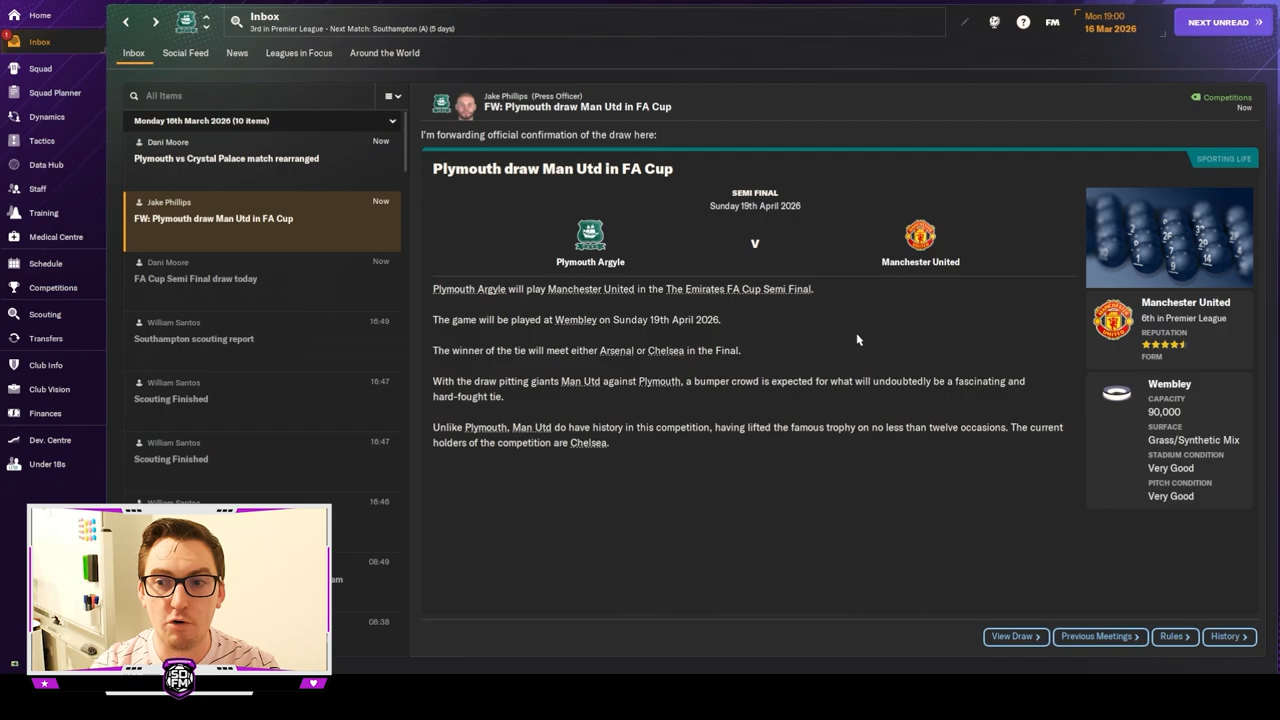 Home
1
Inbox
Squad
Squad Planner
Dynamics
Tactics
Data Hub
Staff
Training
Medical Centre
Schedule
Competitions
Scouting
Transfers
Club Info
Club Vision
Finances
Dev. Centre
Under 18s
Inbox
3rd in Premier League - Next Match: Southampton (A) (5 days)
?
FM
Mon 19:00
16 Mar 2026
NEXT UNREAD
Inbox
Social Feed
News
Leagues in Focus
Around the World
All Items
Monday 16th March 2026 (10 items)
Dani Moore
Now
Plymouth vs Crystal Palace match rearranged
Jake Phillips
Now
FW: Plymouth draw Man Utd in FA Cup
Dani Moore
Now
FA Cup Semi Final draw today
William Santos
16:49
Southampton scouting report
William Santos
16:47
Scouting Finished
William Santos
16:47
Scouting Finished
William Santos
16:46
08:49
am
08:38
Jake Phillips (Press Officer)
FW: Plymouth draw Man Utd in FA Cup
Competitions
Now
I'm forwarding official confirmation of the draw here:
SPORTING LIFE
Plymouth draw Man Utd in FA Cup
SEMI FINAL
Sunday 19th April 2026
v
Plymouth Argyle
Manchester United
Plymouth Argyle will play Manchester United in the The Emirates FA Cup Semi Final.
The game will be played at Wembley on Sunday 19th April 2026.
The winner of the tie will meet either Arsenal or Chelsea in the Final.
With the draw pitting giants Man Utd against Plymouth, a bumper crowd is expected for what will undoubtedly be a fascinating and
hard-fought tie.
Unlike Plymouth, Man Utd do have history in this competition, having lifted the famous trophy on no less than twelve occasions. The current
holders of the competition are Chelsea.
Manchester United
6th in Premier League
REPUTATION
FORM
Wembley
CAPACITY
90,000
SURFACE
Grass/Synthetic Mix
STADIUM CONDITION
Very Good
PITCH CONDITION
Very Good
View Draw
Previous Meetings
Rules
History
SDFM